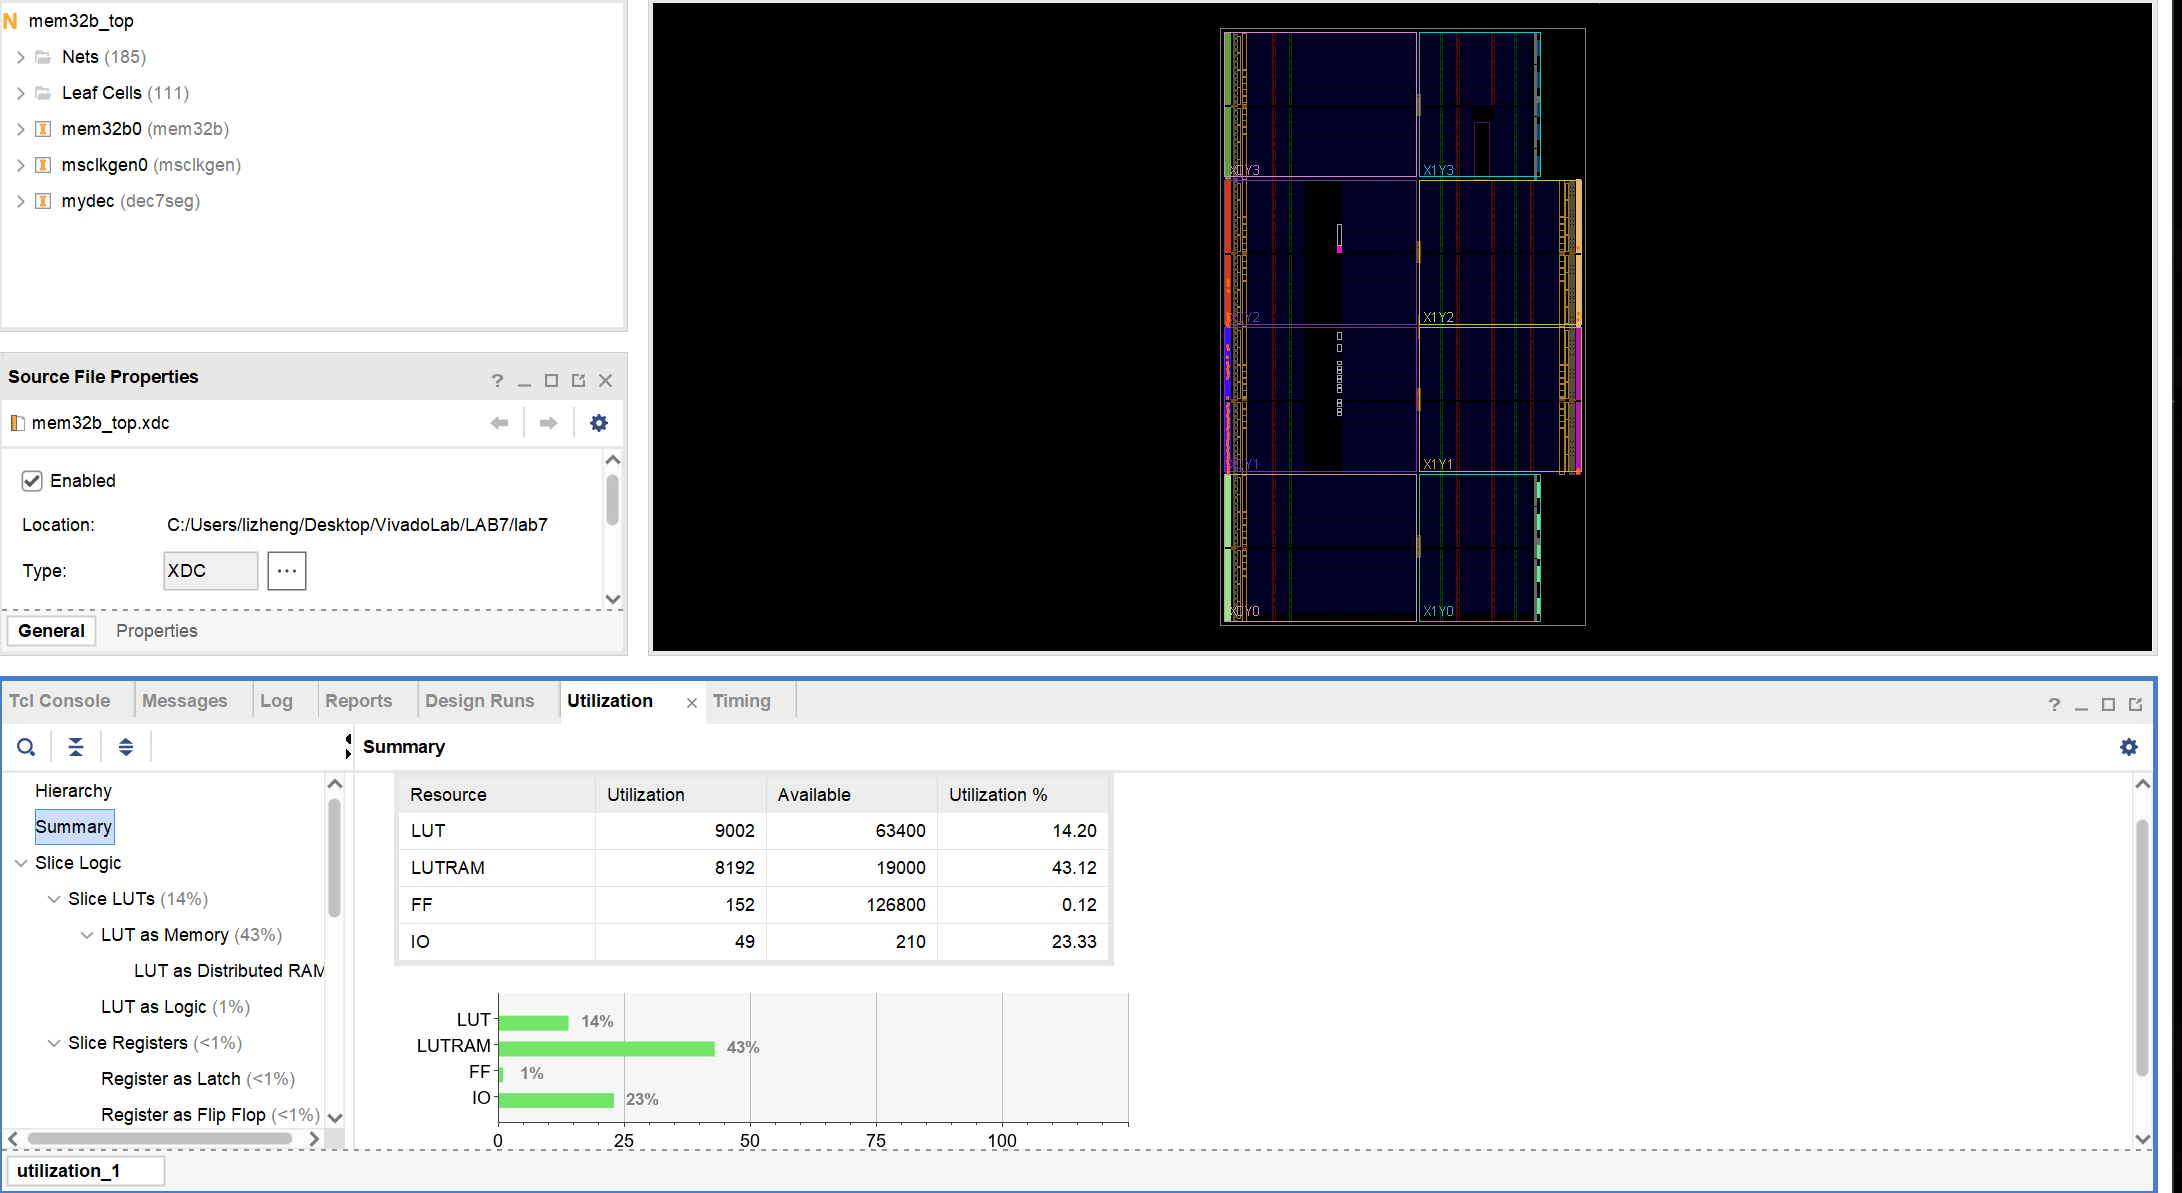 N mem32b_top
Nets (185)
Leaf Cells (111)
mem32b0 (mem32b)
msclkgen0 (msclkgen)
mydec (dec7seg)
X0Y3
X1Y3
X0Y2
X1Y2
X0Y1
X1Y1
X0Y0
X1Y0
Source File Properties
?
mem32b_top.xdc
Enabled
Location: C:/Users/lizheng/Desktop/VivadoLab/LAB7/lab7
Type: XDC ...
General Properties
Tcl Console Messages Log Reports Design Runs Utilization Timing
?
Summary
Hierarchy
Summary
Slice Logic
Slice LUTs (14%)
LUT as Memory (43%)
LUT as Distributed RAM
LUT as Logic (1%)
Slice Registers (<1%)
Register as Latch (<1%)
Register as Flip Flop (<1%)
Resource Utilization Available Utilization %
LUT 9002 63400 14.20
LUTRAM 8192 19000 43.12
FF 152 126800 0.12
IO 49 210 23.33
LUT 14%
LUTRAM 43%
FF 1%
IO 23%
0 25 50 75 100
utilization_1